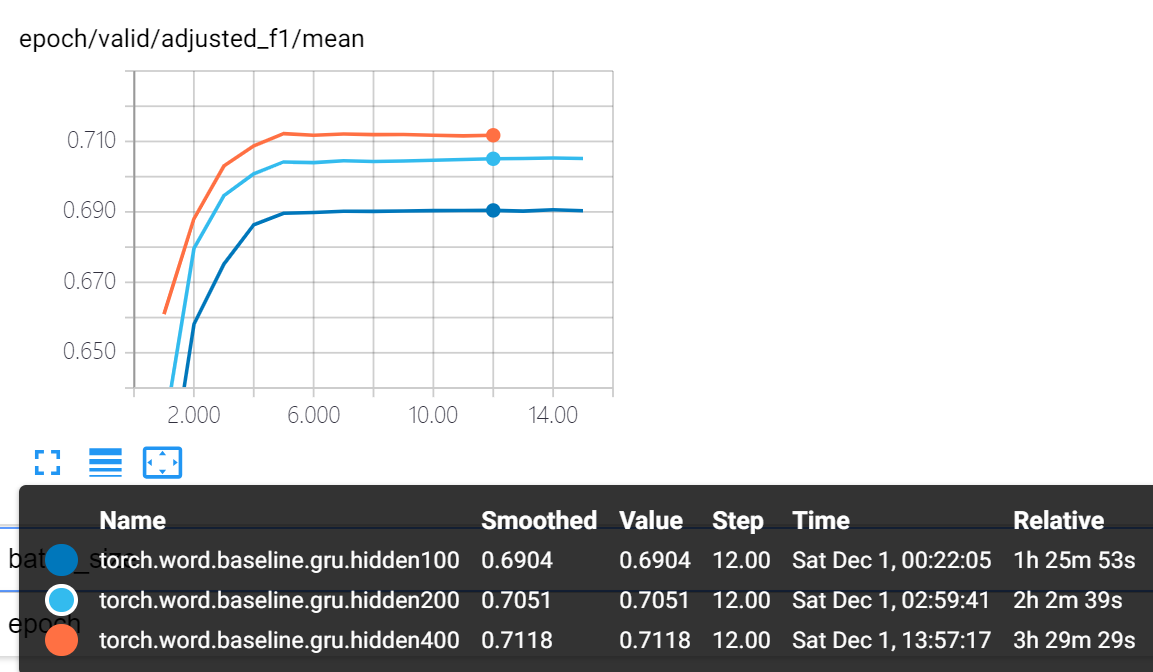 epoch/valid/adjusted_f1/mean
0.710
0.690
0.670
0.650
2.000 6.000 10.00 14.00
Name Smoothed Value Step Time Relative
torch.word.baseline.gru.hidden100 0.6904 0.6904 12.00 Sat Dec 1, 00:22:05 1h 25m 53s
torch.word.baseline.gru.hidden200 0.7051 0.7051 12.00 Sat Dec 1, 02:59:41 2h 2m 39s
epoch
torch.word.baseline.gru.hidden400 0.7118 0.7118 12.00 Sat Dec 1, 13:57:17 3h 29m 29s